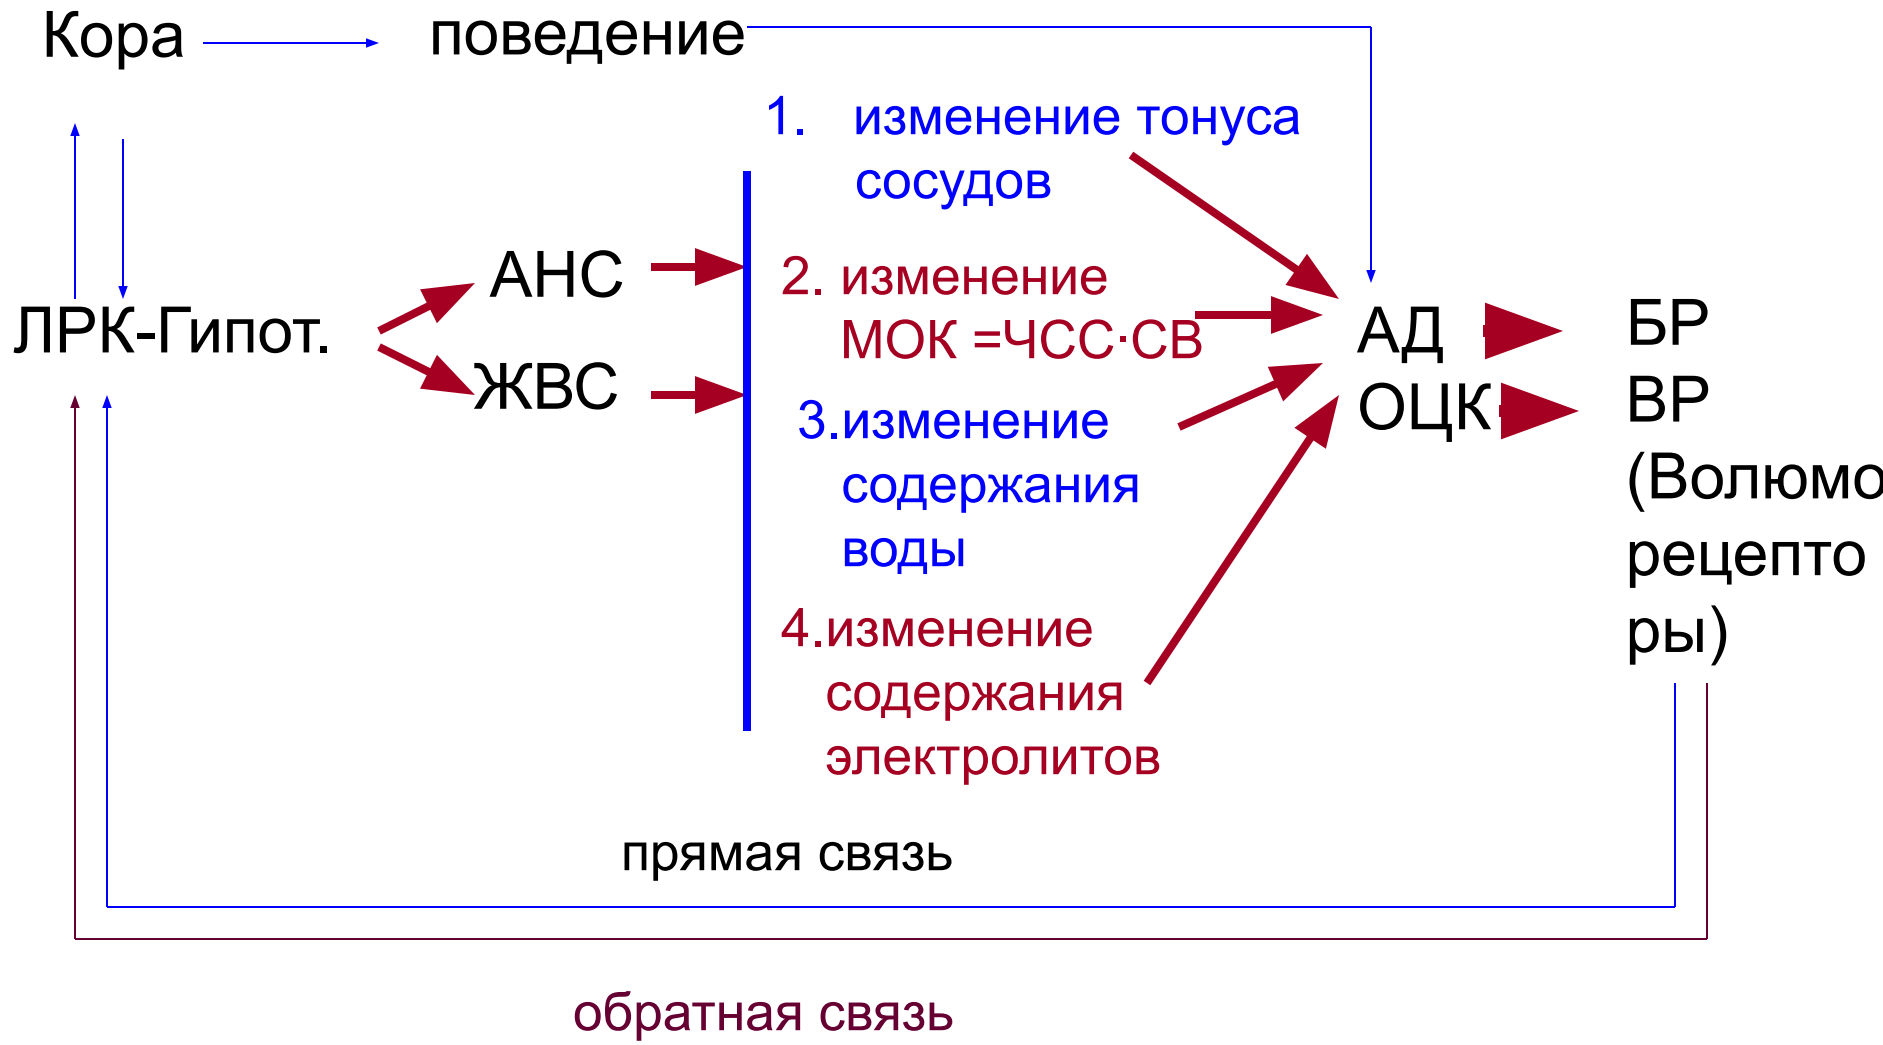 Кора
поведение
1. изменение тонуса
сосудов
АНС
2. изменение
МОК =ЧСС·СВ
ЛРК-Гипот.
ЖВС
АД
ОЦК
БР
ВР
(Волюмо
рецепто
ры)
3.изменение
содержания
воды
4.изменение
содержания
электролитов
прямая связь
обратная связь